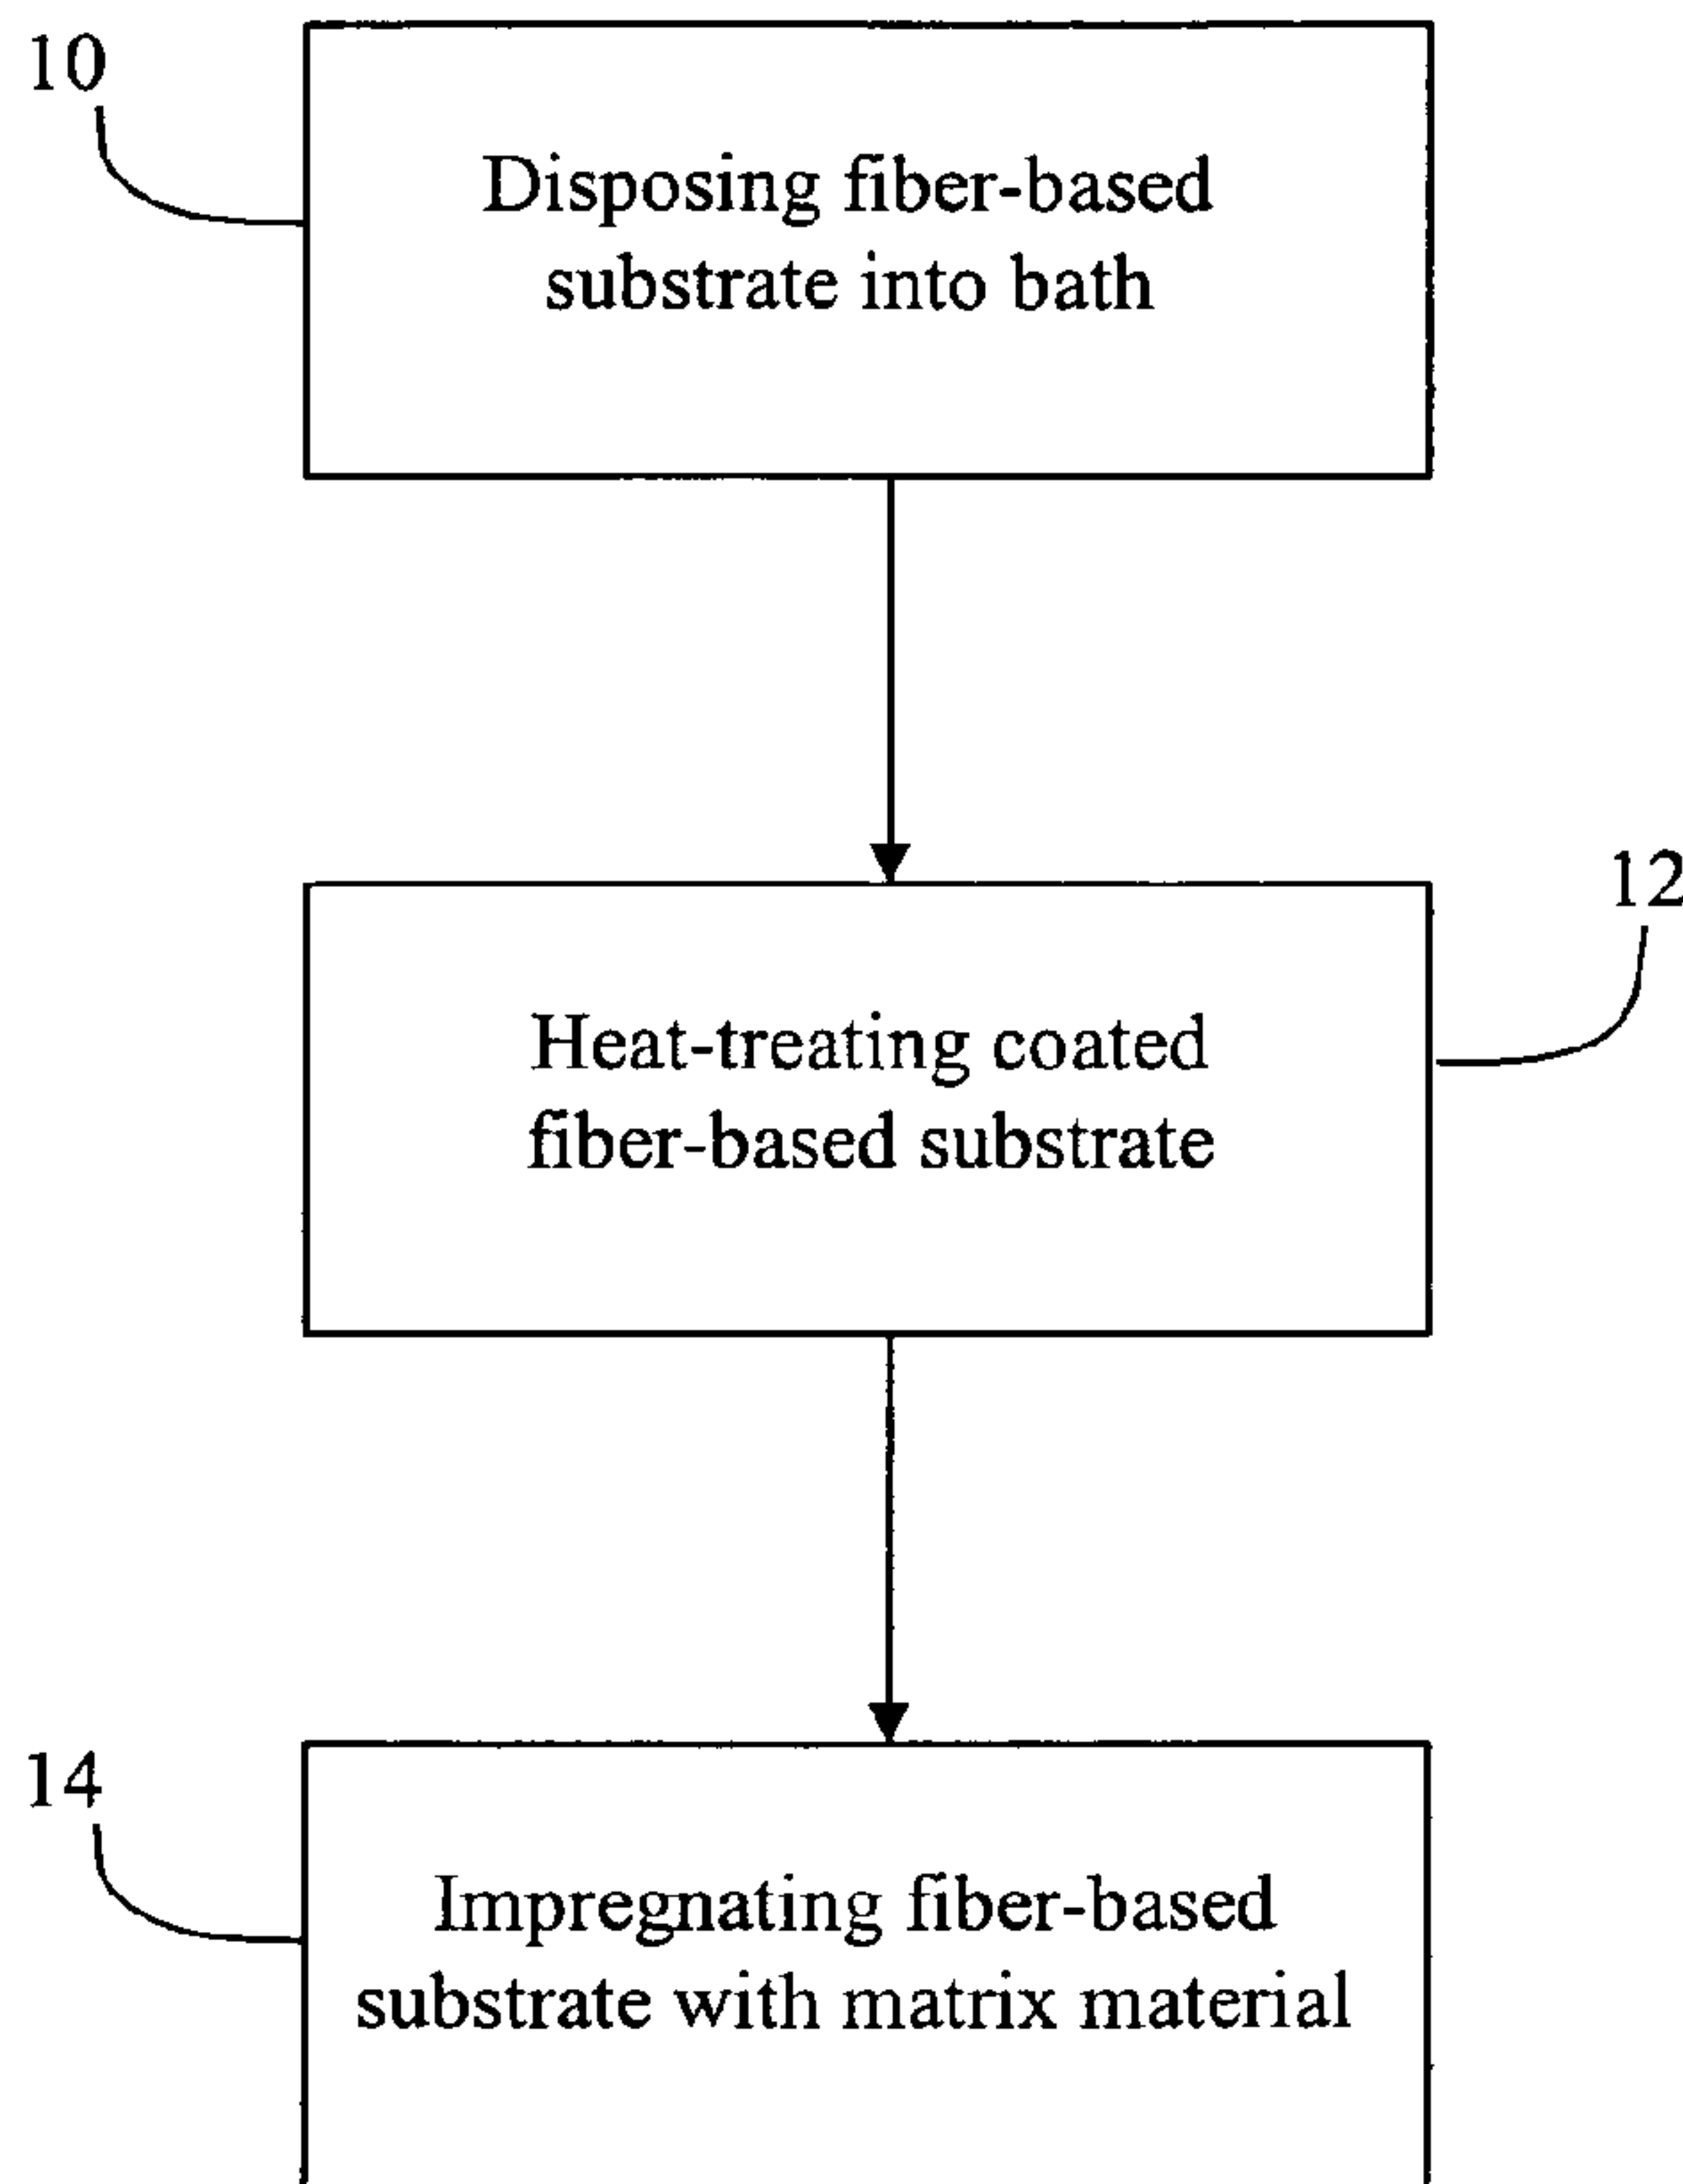 10
Disposing fiber-based
substrate into bath
12
Heat-treating coated
fiber-based substrate
14
Impregnating fiber-based
substrate with matrix material